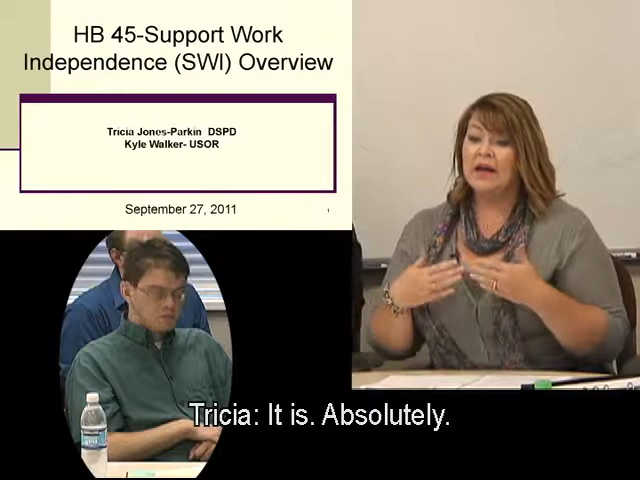 HB 45-Support Work
Independence (SWI) Overview
Tricia Jones-Parkin  DSPD
Kyle Walker- USOR
September 27, 2011
1
Tricia: It is. Absolutely.